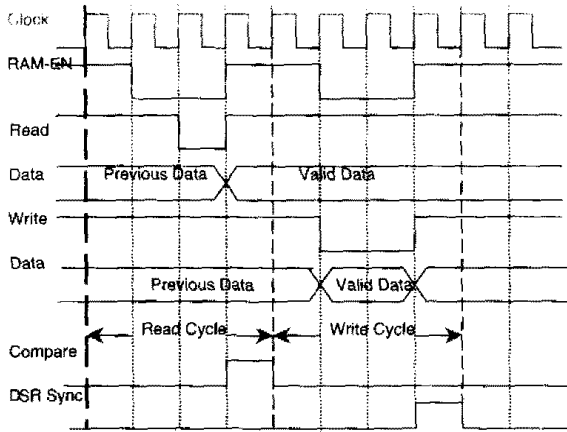 Clock
RAM-EN
Read
Data
Previous Data
Valid Data
Write
Data
Previous Data
Valid Data
Read Cycle
Write Cycle
Compare
DSR Sync